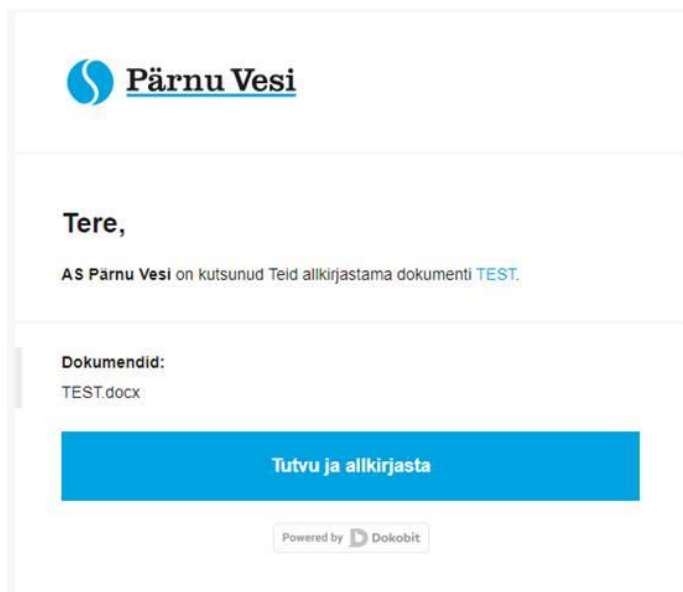 Pärnu Vesi
Tere,
AS Pärnu Vesi on kutsunud Teid allkirjastama dokumenti TEST.
Dokumendid:
TEST.docx
Tutvu ja allkirjasta
Powered by Dokobit